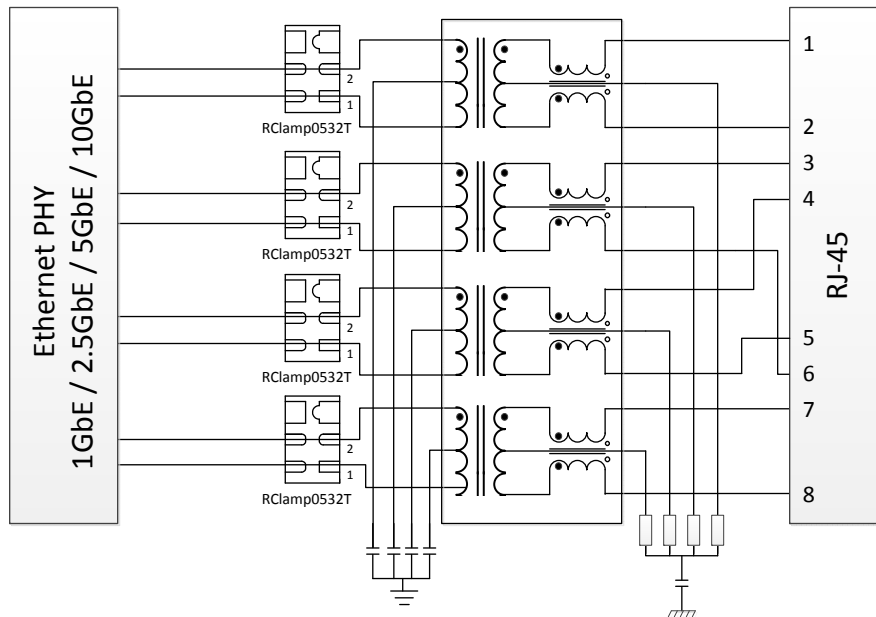 Ethernet PHY
1GbE / 2.5GbE / 5GbE / 10GbE
2
1
RClamp0532T
2
1
RClamp0532T
2
1
RClamp0532T
2
1
RClamp0532T
1
2
3
4
5
6
7
8
RJ-45